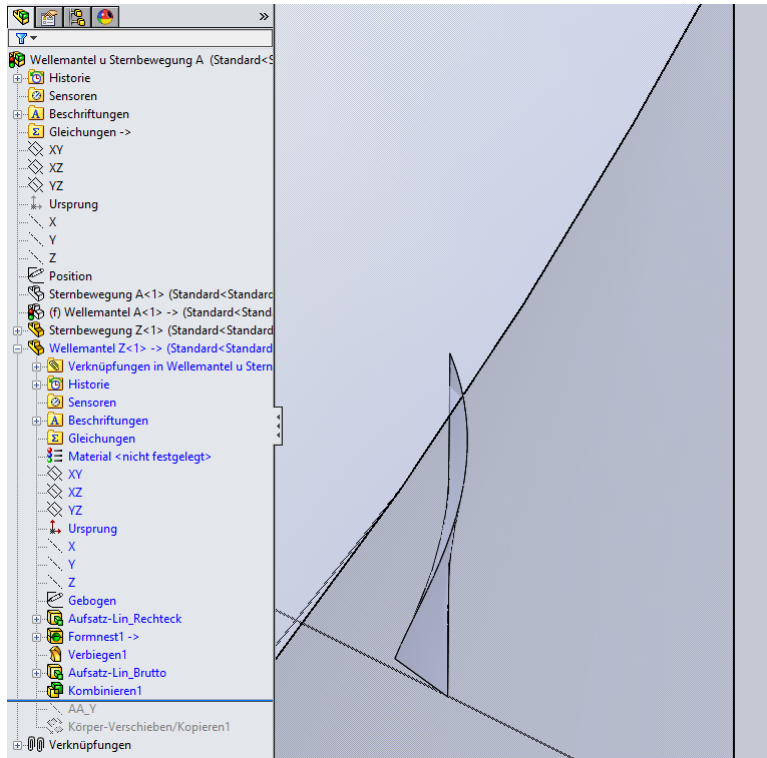 »
Wellemantel u Sternbewegung A (Standard<S
Historie
Sensoren
Beschriftungen
Gleichungen ->
XY
XZ
YZ
Ursprung
X
Y
Z
Position
Sternbewegung A<1> (Standard<Standard
(f) Wellemantel A<1> -> (Standard<Stand
Sternbewegung Z<1> (Standard<Standard
Wellemantel Z<1> -> (Standard<Standard
Verknüpfungen in Wellemantel u Stern
Historie
Sensoren
Beschriftungen
Gleichungen
Material <nicht festgelegt>
XY
XZ
YZ
Ursprung
X
Y
Z
Gebogen
Aufsatz-Lin_Rechteck
Formnest1 ->
Verbiegen1
Aufsatz-Lin_Brutto
Kombinieren1
AA_Y
Körper-Verschieben/Kopieren1
Verknüpfungen